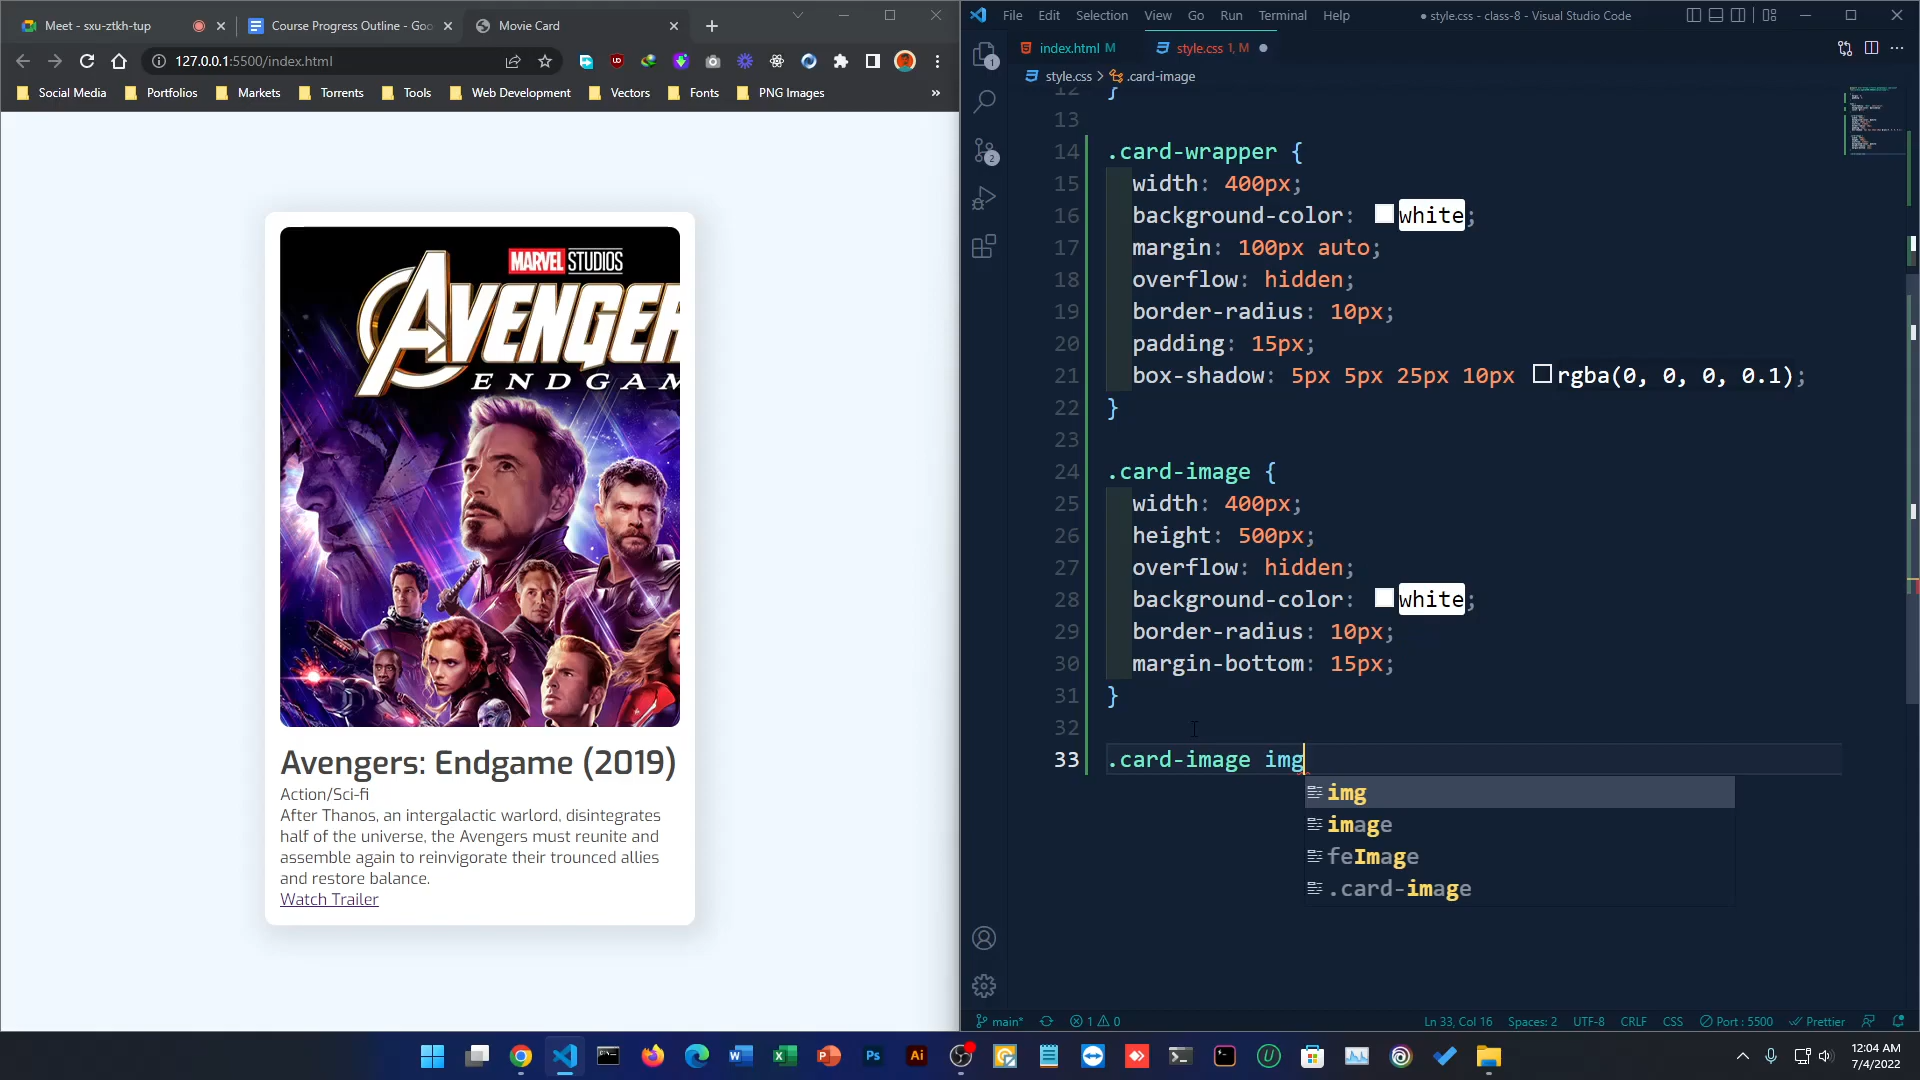 Meet - sxu-ztkh-tup
Course Progress Outline - Goo
Movie Card
127.0.0.1:5500/index.html
Social Media
Portfolios
Markets
Torrents
Tools
Web Development
Vectors
Fonts
PNG Images
»
MARVEL STUDIOS
AVENGER
ENDGAM
Avengers: Endgame (2019)
Action/Sci-fi
After Thanos, an intergalactic warlord, disintegrates
half of the universe, the Avengers must reunite and
assemble again to reinvigorate their trounced allies
and restore balance.
Watch Trailer
File Edit Selection View Go Run Terminal Help
● style.css - class-8 - Visual Studio Code
index.html M
style.css 1, M
style.css > .card-image
1
2
12 }
13
14 .card-wrapper {
15 width: 400px;
16 background-color: white;
17 margin: 100px auto;
18 overflow: hidden;
19 border-radius: 10px;
20 padding: 15px;
21 box-shadow: 5px 5px 25px 10px rgba(0, 0, 0, 0.1);
22 }
23
24 .card-image {
25 width: 400px;
26 height: 500px;
27 overflow: hidden;
28 background-color: white;
29 border-radius: 10px;
30 margin-bottom: 15px;
31 }
32
33 .card-image img
img
image
feImage
.card-image
main* 1 0 Ln 33, Col 16 Spaces: 2 UTF-8 CRLF CSS Port : 5500 Prettier
12:04 AM
7/4/2022